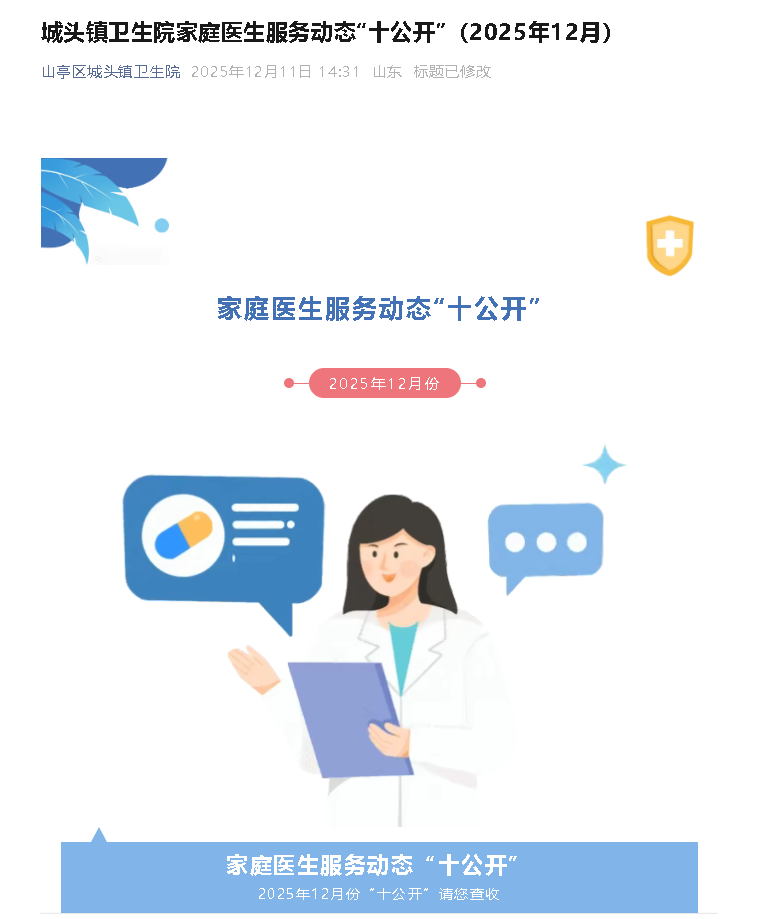 城头镇卫生院家庭医生服务动态“十公开”（2025年12月）
山亭区城头镇卫生院 2025年12月11日 14:31 山东 标题已修改
家庭医生服务动态“十公开”
2025年12月份
家庭医生服务动态“十公开”
2025年12月份“十公开”请您查收